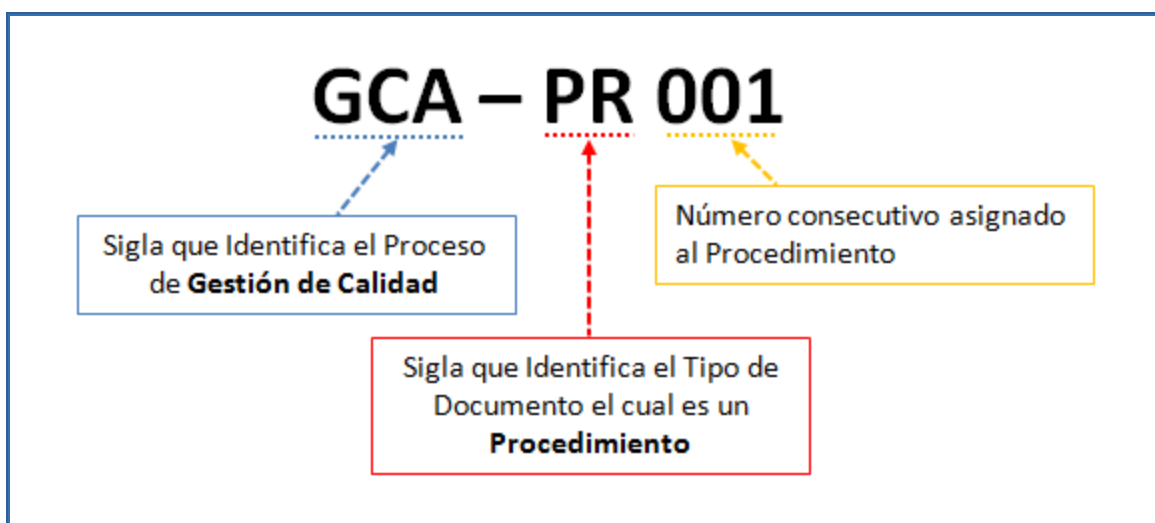 GCA – PR 001
Sigla que Identifica el Proceso
de Gestión de Calidad
Número consecutivo asignado
al Procedimiento
Sigla que Identifica el Tipo de
Documento el cual es un
Procedimiento